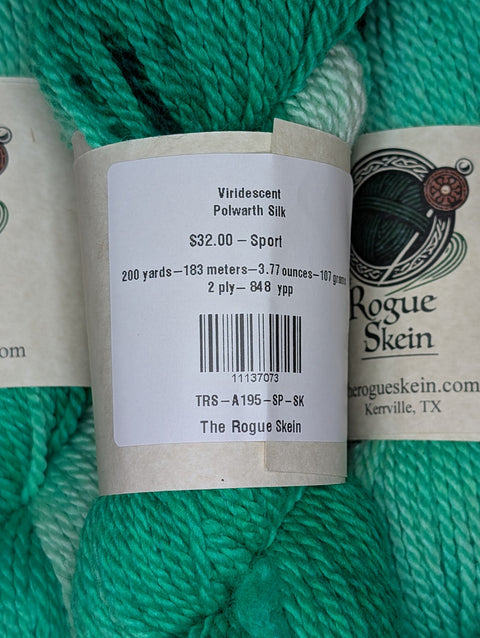 Viridescent
Polwarth Silk
$32.00 – Sport
200 yards–183 meters–3.77 ounces–107 grams
2 ply– 848 ypp
11137073
TRS–A195–SP–SK
The Rogue Skein
Rogue
Skein
herogueskein.com
Kerrville, TX
om